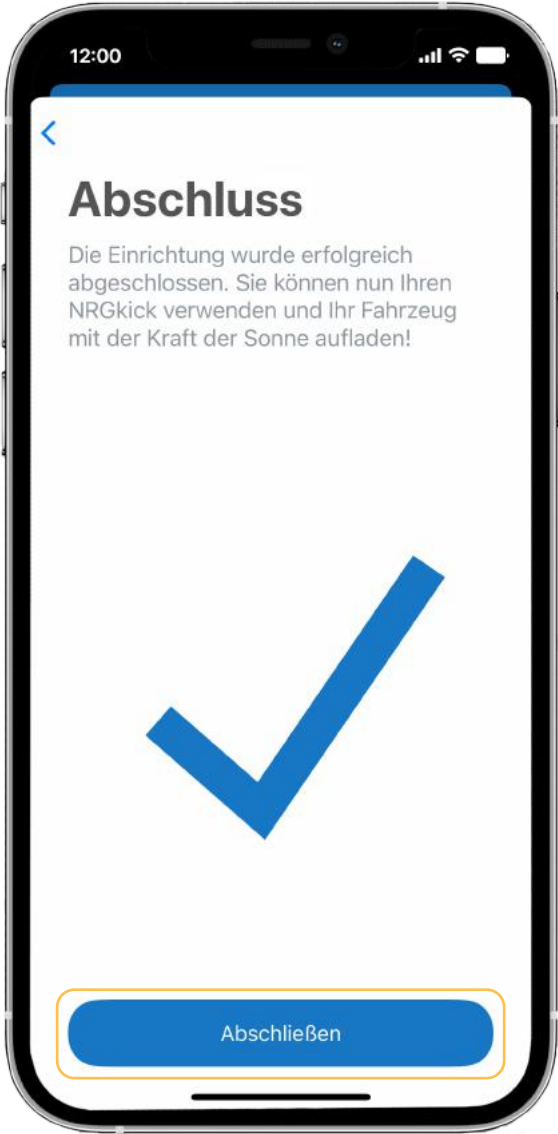 12:00
Abschluss
Die Einrichtung wurde erfolgreich
abgeschlossen. Sie können nun Ihren
NRGkick verwenden und Ihr Fahrzeug
mit der Kraft der Sonne aufladen!
Abschließen